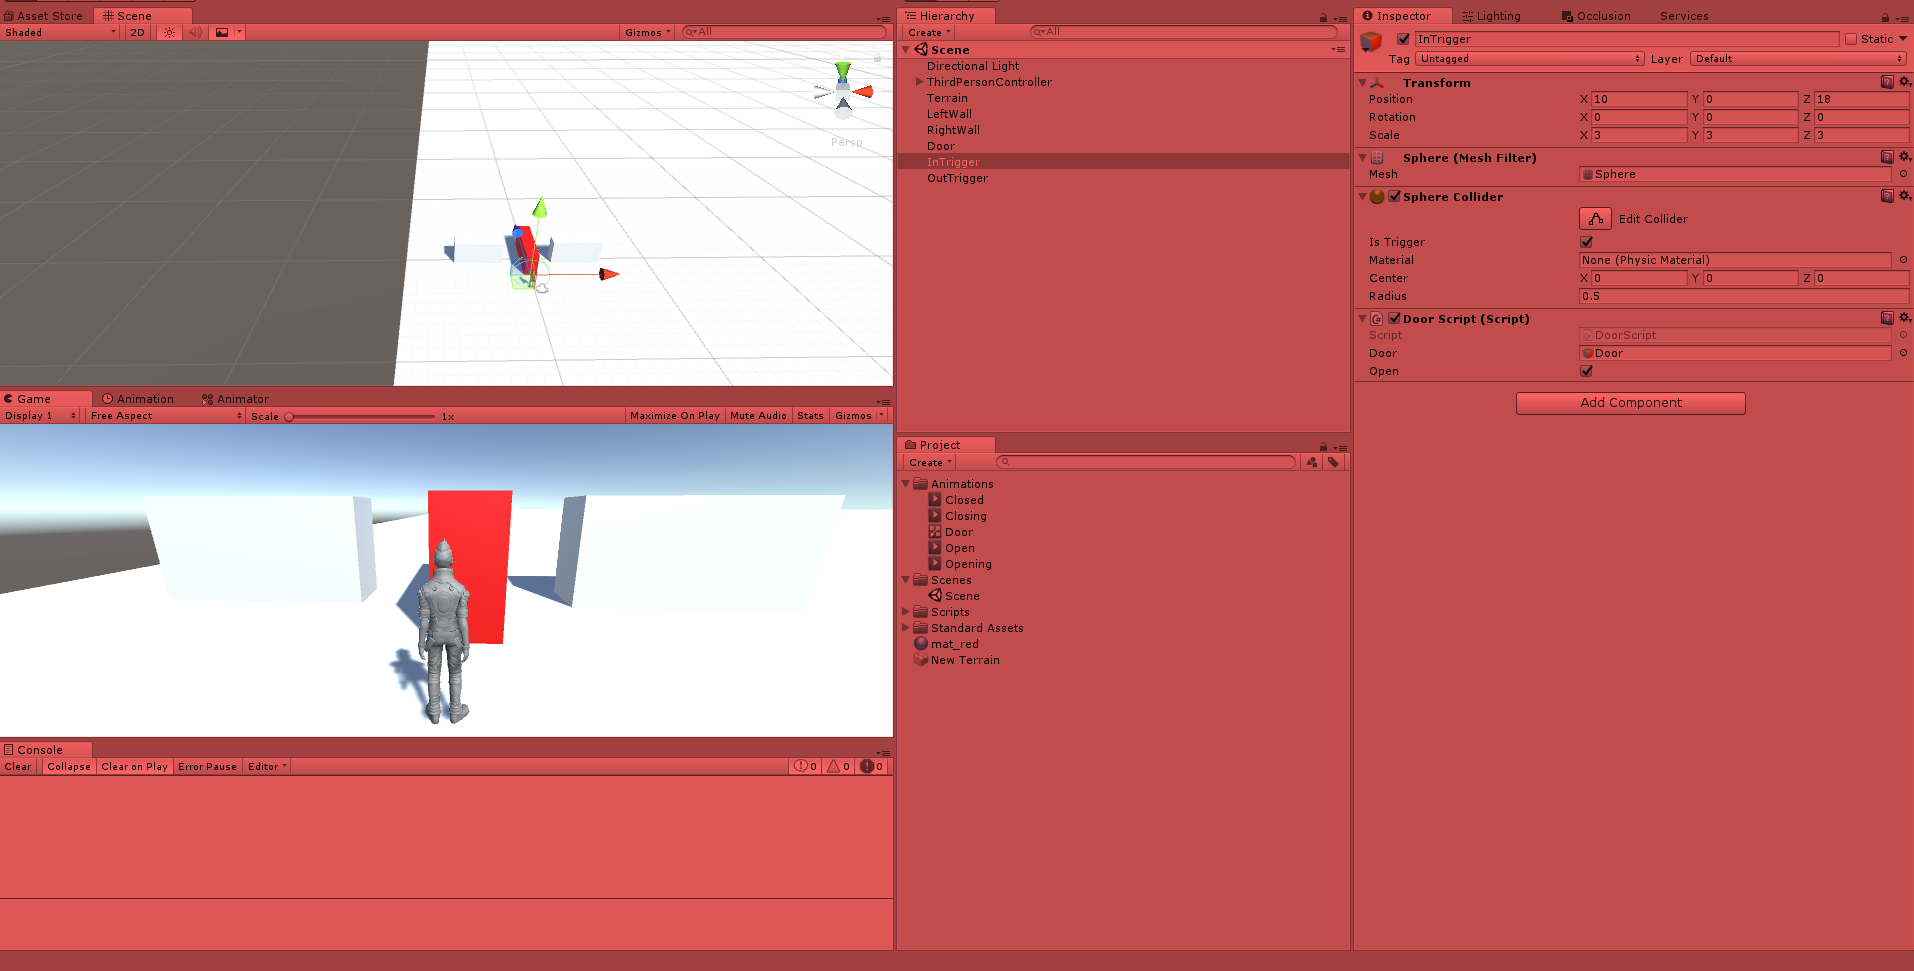 Asset Store
Scene
Shaded
2D
Gizmos
All
Persp
Game
Animation
Animator
Display 1
Free Aspect
Scale
1x
Maximize On Play
Mute Audio
Stats
Gizmos
Console
Clear
Collapse
Clear on Play
Error Pause
Editor
0
0
0
Hierarchy
Create
All
Scene
Directional Light
ThirdPersonController
Terrain
LeftWall
RightWall
Door
InTrigger
OutTrigger
Project
Create
Animations
Closed
Closing
Door
Open
Opening
Scenes
Scene
Scripts
Standard Assets
mat_red
New Terrain
Inspector
Lighting
Occlusion
Services
InTrigger
Static
Tag Untagged
Layer Default
Transform
Position X 10 Y 0 Z 18
Rotation X 0 Y 0 Z 0
Scale X 3 Y 3 Z 3
Sphere (Mesh Filter)
Mesh Sphere
Sphere Collider
Edit Collider
Is Trigger
Material None (Physic Material)
Center X 0 Y 0 Z 0
Radius 0.5
Door Script (Script)
Script DoorScript
Door Door
Open
Add Component